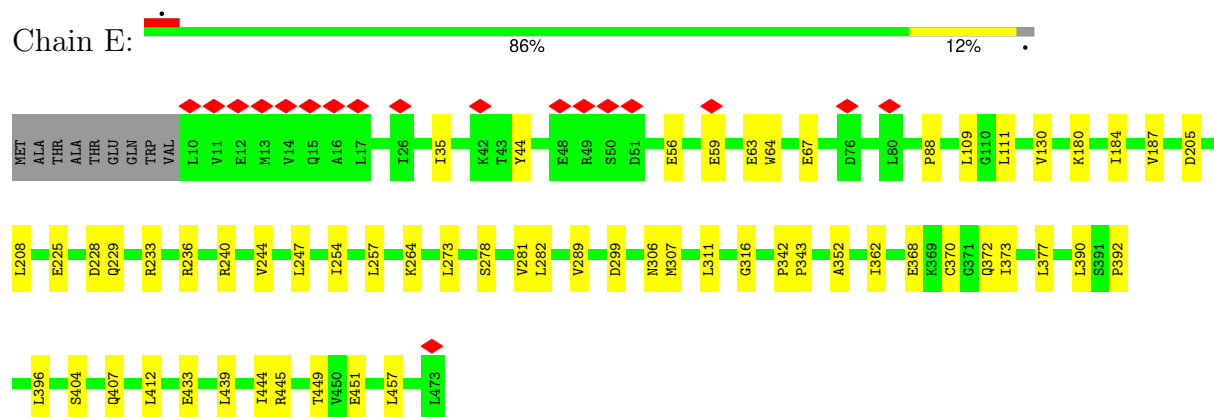 Chain E:
•
86%
12%
•
MET ALA THR ALA THR GLU GLN TRP VAL L10 V11 E12 M13 V14 Q15 A16 L17 I26 I35 K42 T43 Y44 E48 R49 S50 D51 E56 E59 E63 W64 E67 D76 L80 P88 L109 G110 L111 V130 K180 I184 V187 D205
L208 E225 D228 Q229 R233 R236 R240 V244 L247 I254 L257 K264 L273 S278 V281 L282 V289 D299 N306 M307 L311 G316 P342 P343 A352 I362 E368 K369 C370 G371 Q372 I373 L377 L390 S391 P392
L396 S404 Q407 L412 E433 L439 I444 R445 T449 V450 E451 L457 L473